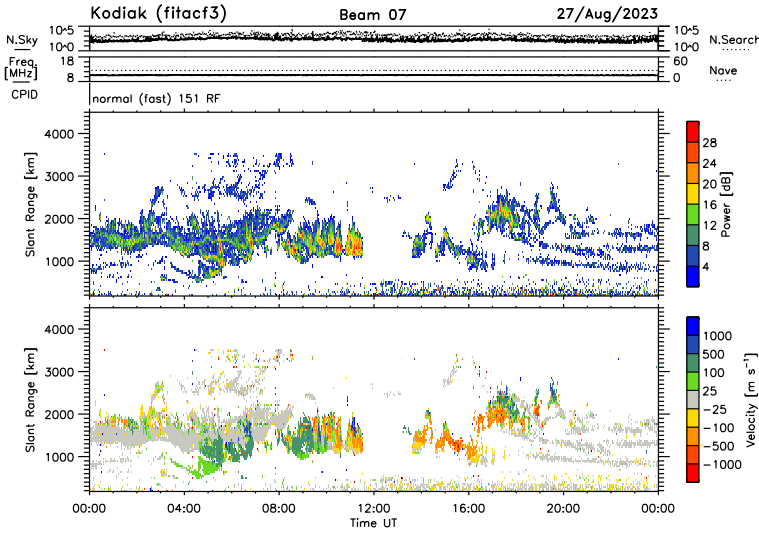 Kodiak (fitacf3) Beam 07 27/Aug/2023
N.Sky 10^5 10^0 10^5 10^0 N.Search
Freq. [MHz] 18 8 60 0 Nave
CPID normal (fast) 151 RF
Slant Range [km] 4000 3000 2000 1000
28 24 20 16 12 8 4 Power [dB]
Slant Range [km] 4000 3000 2000 1000
1000 500 100 25 −25 −100 −500 −1000 Velocity [m s⁻¹]
00:00 04:00 08:00 12:00 16:00 20:00 00:00
Time UT